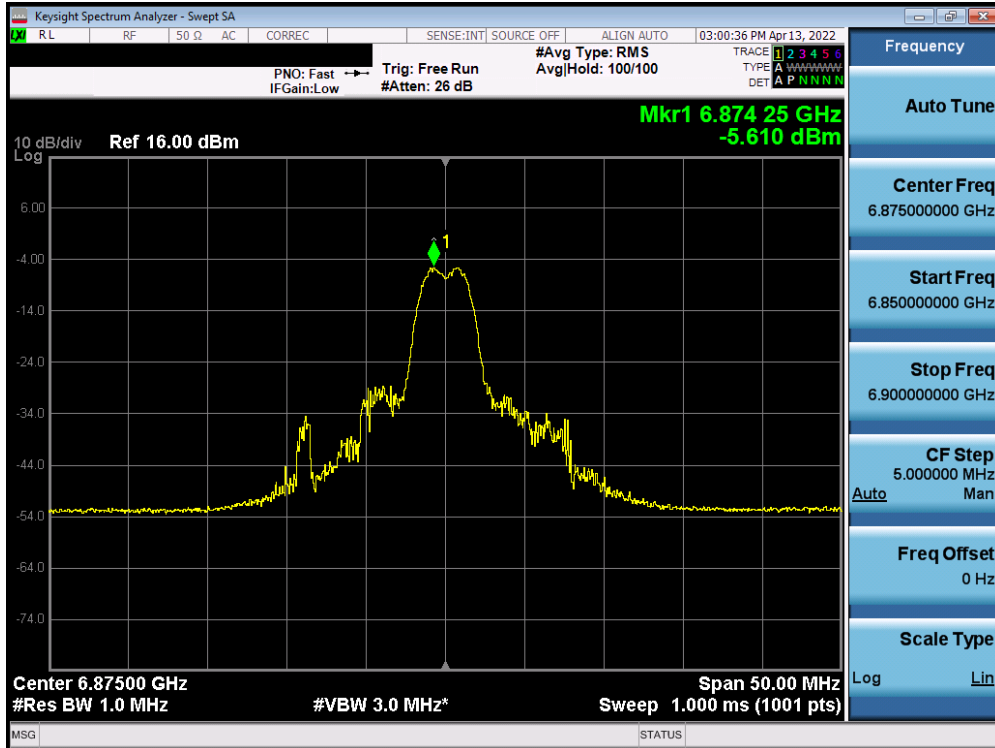 Keysight Spectrum Analyzer - Swept SA
LXI RL RF 50 Ω AC CORREC SENSE:INT SOURCE OFF ALIGN AUTO 03:00:36 PM Apr 13, 2022
PNO: Fast
IFGain:Low
Trig: Free Run
#Atten: 26 dB
#Avg Type: RMS
Avg|Hold: 100/100
TRACE 1 2 3 4 5 6
TYPE A WWWWW
DET A P N N N N
Mkr1 6.874 25 GHz
-5.610 dBm
10 dB/div Ref 16.00 dBm
Log
6.00
-4.00
-14.0
-24.0
-34.0
-44.0
-54.0
-64.0
-74.0
1
Center 6.87500 GHz
#Res BW 1.0 MHz
#VBW 3.0 MHz*
Span 50.00 MHz
Sweep 1.000 ms (1001 pts)
MSG
STATUS
Frequency
Auto Tune
Center Freq
6.875000000 GHz
Start Freq
6.850000000 GHz
Stop Freq
6.900000000 GHz
CF Step
5.000000 MHz
Auto Man
Freq Offset
0 Hz
Scale Type
Log Lin